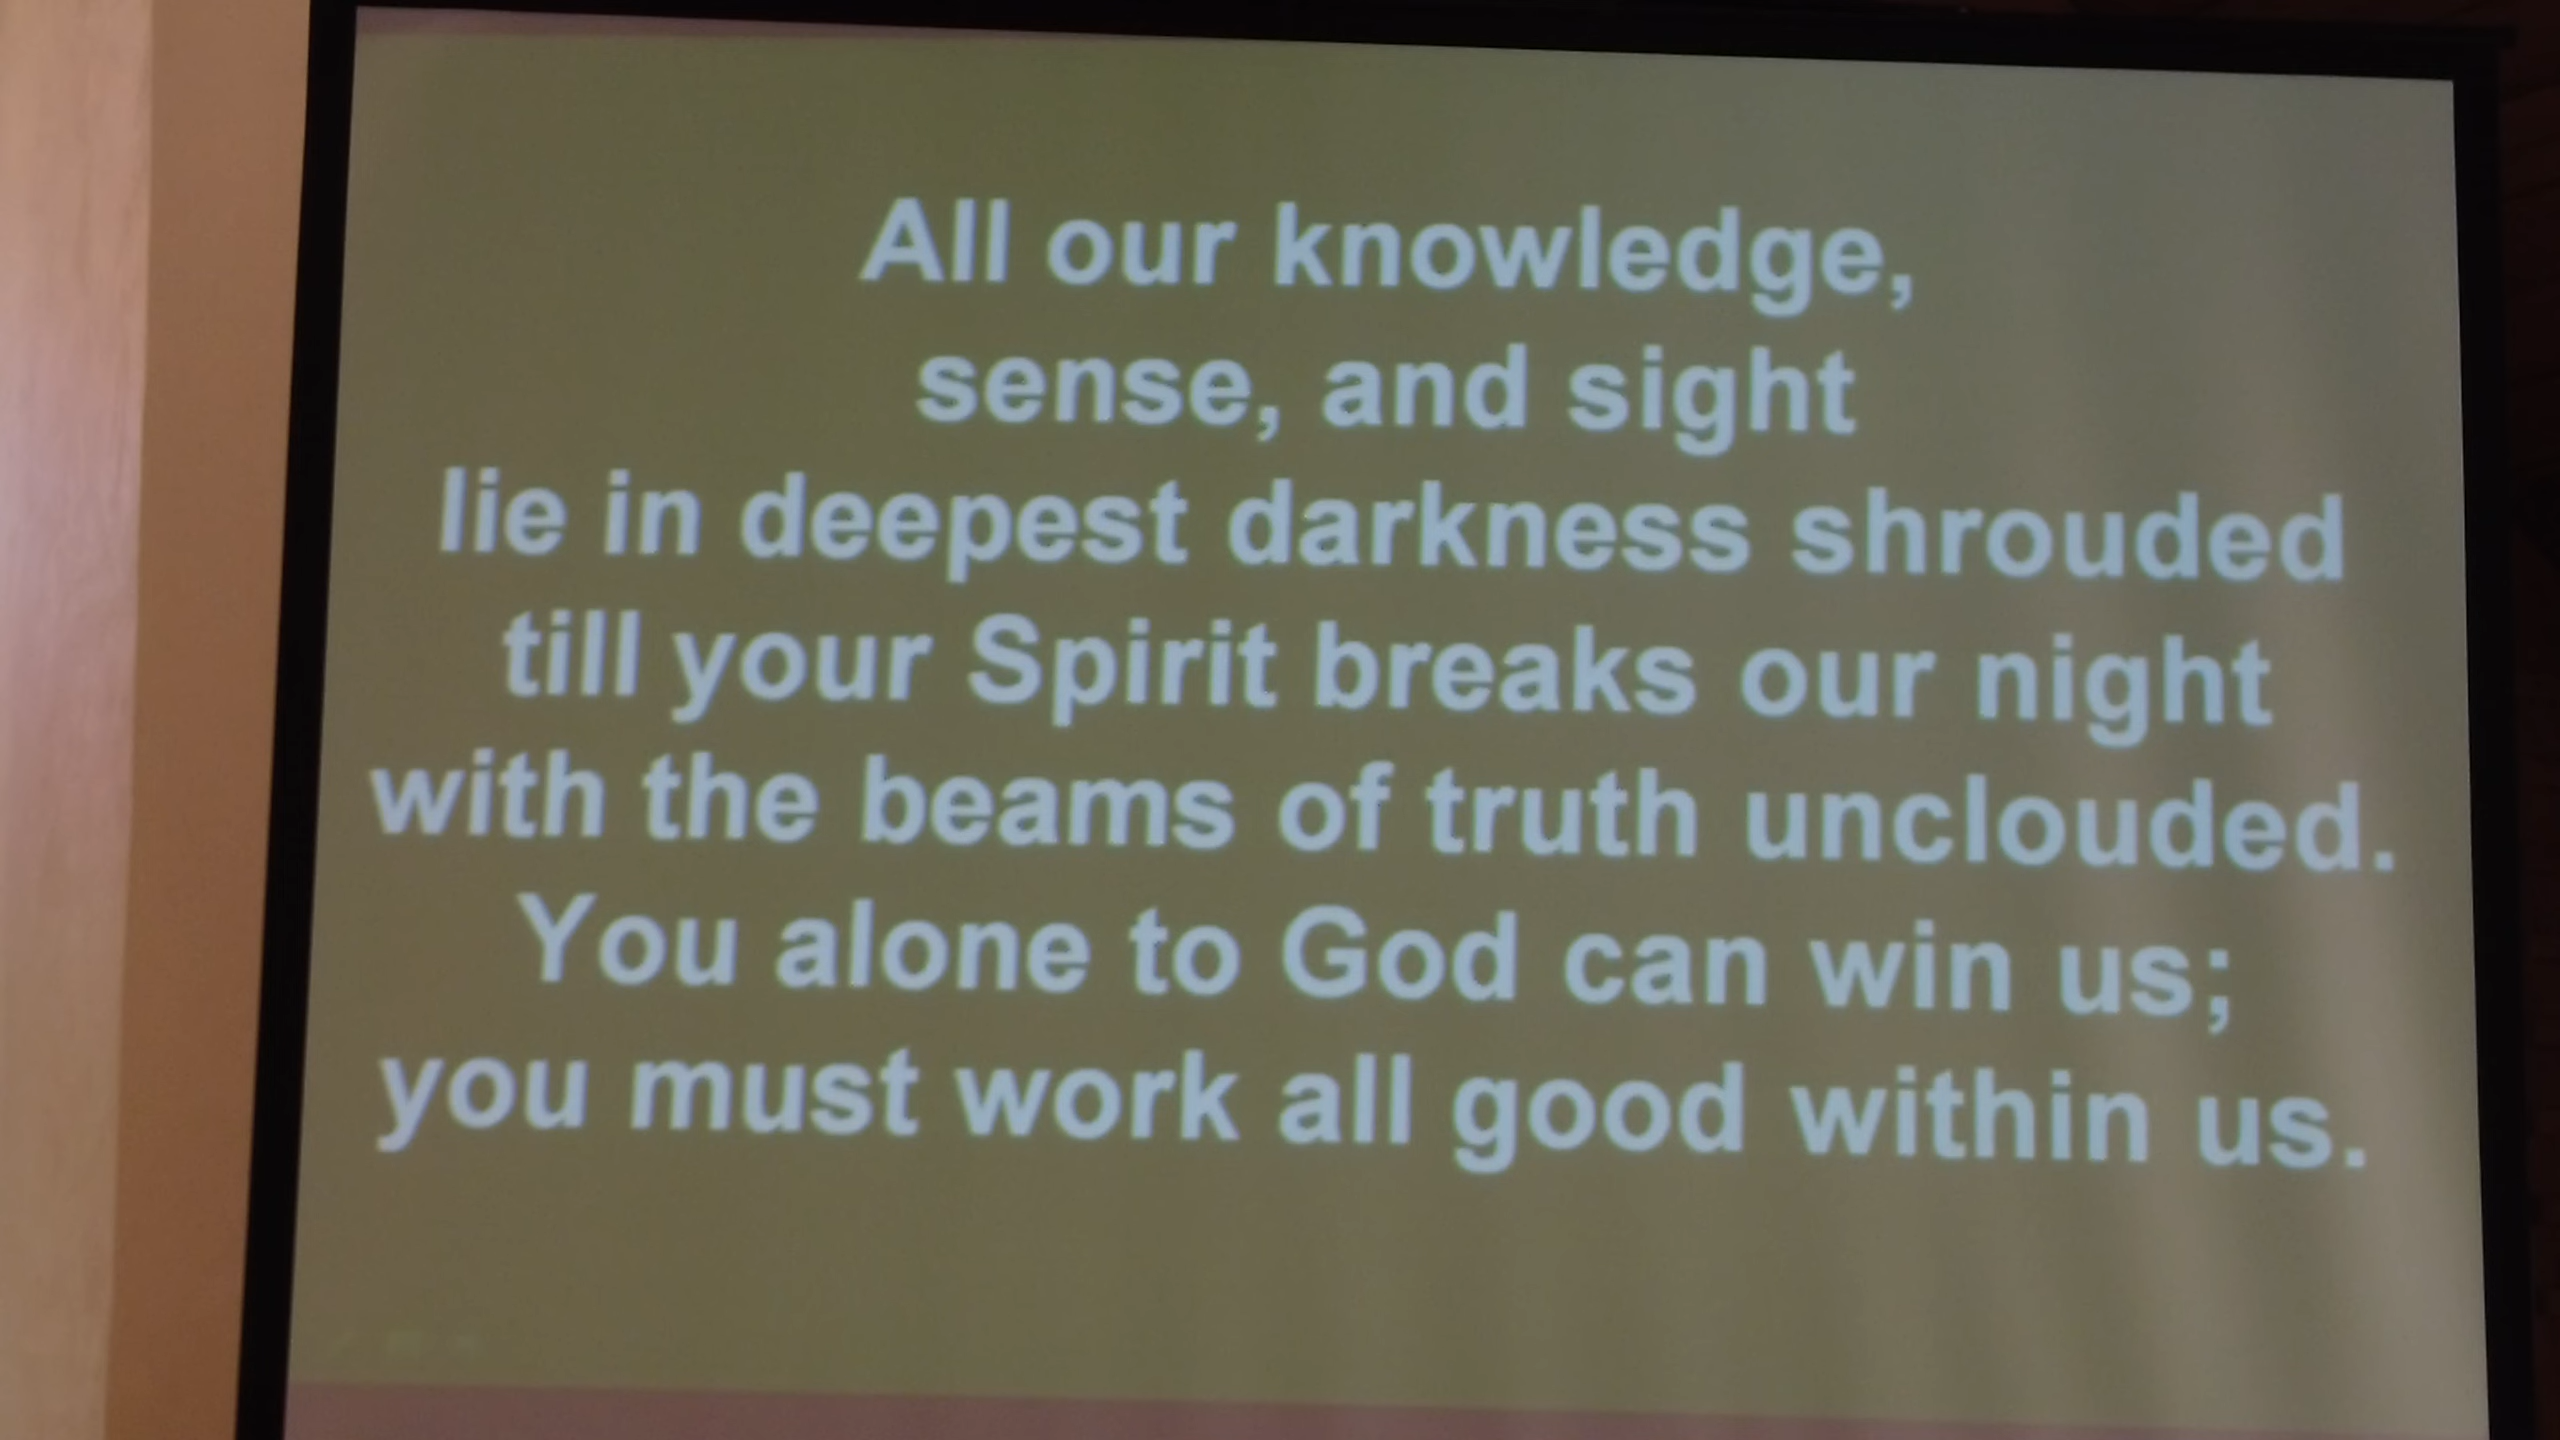 All our knowledge,
sense, and sight
lie in deepest darkness shrouded
till your Spirit breaks our night
with the beams of truth unclouded.
You alone to God can win us;
you must work all good within us.